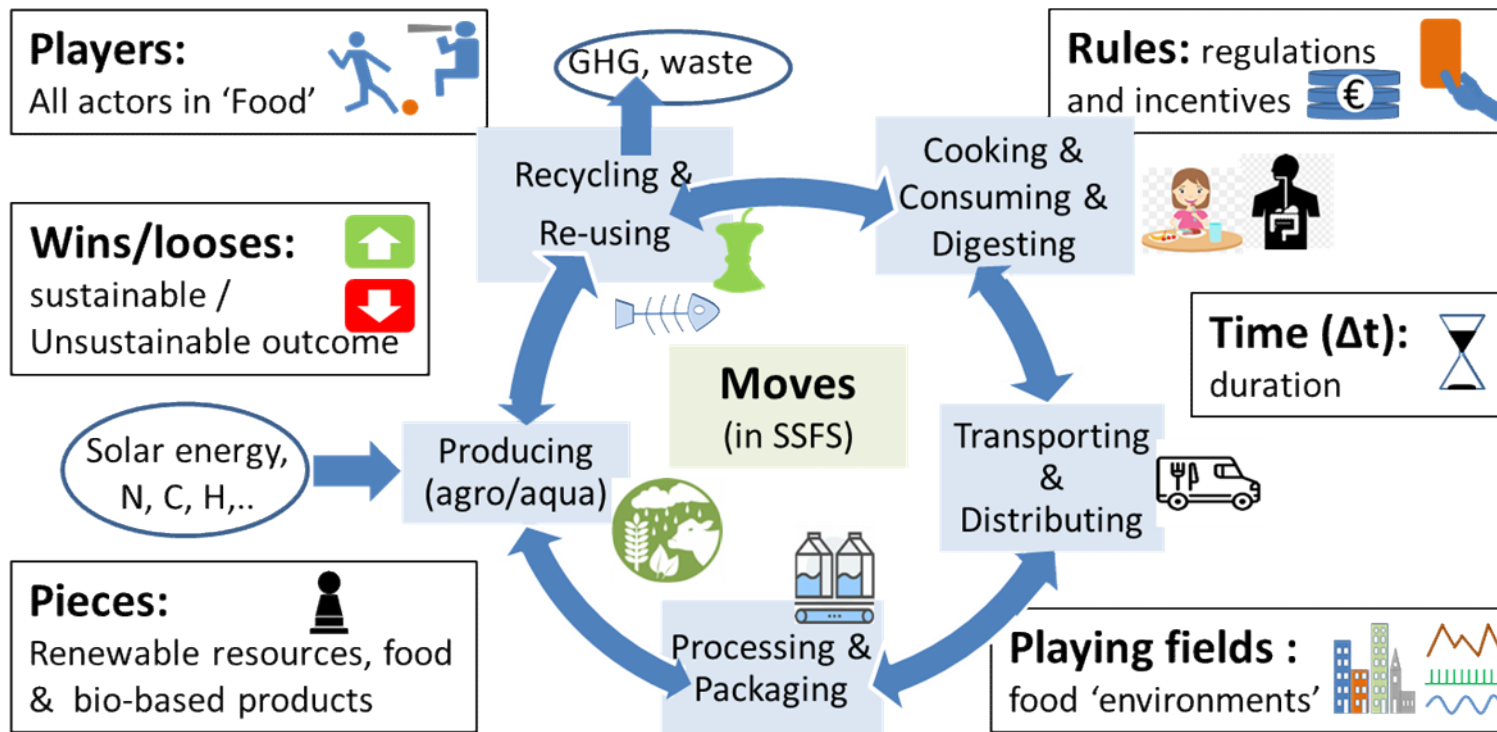 Players:
All actors in ‘Food’
GHG, waste
Rules: regulations
and incentives
€
Recycling &
Re-using
Cooking &
Consuming &
Digesting
Wins/looses:
sustainable /
Unsustainable outcome
Time (Δt):
duration
Moves
(in SSFS)
Solar energy,
N, C, H,..
Producing
(agro/aqua)
Transporting
&
Distributing
Pieces:
Renewable resources, food
& bio-based products
Processing &
Packaging
Playing fields :
food ‘environments’